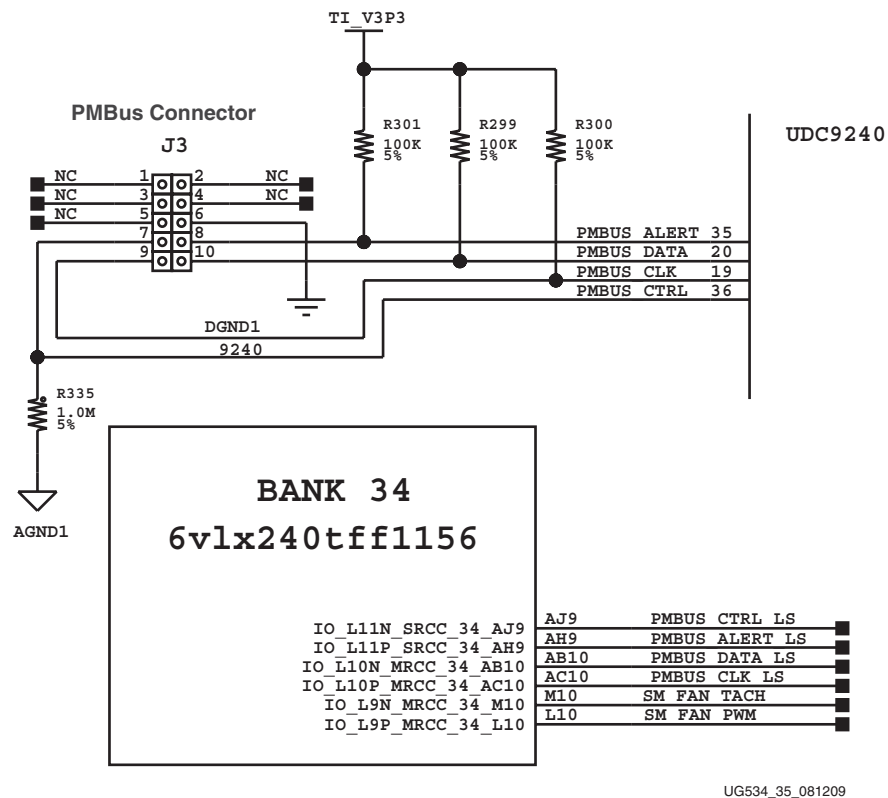 TI_V3P3
PMBus Connector
J3
R301
100K
5%
R299
100K
5%
R300
100K
5%
UDC9240
NC 1 2 NC
NC 3 4 NC
NC 5 6
7 8
9 10
PMBUS ALERT 35
PMBUS DATA 20
PMBUS CLK 19
PMBUS CTRL 36
DGND1
9240
R335
1.0M
5%
AGND1
BANK 34
6vlx240tff1156
IO_L11N_SRCC_34_AJ9 AJ9 PMBUS CTRL LS
IO_L11P_SRCC_34_AH9 AH9 PMBUS ALERT LS
IO_L10N_MRCC_34_AB10 AB10 PMBUS DATA LS
IO_L10P_MRCC_34_AC10 AC10 PMBUS CLK LS
IO_L9N_MRCC_34_M10 M10 SM FAN TACH
IO_L9P_MRCC_34_L10 L10 SM FAN PWM
UG534_35_081209